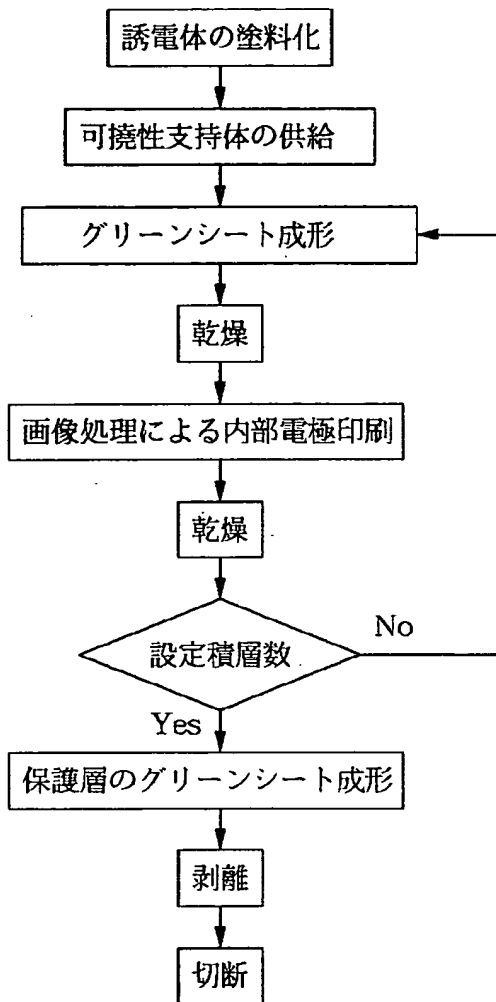 誘電体の塗料化
可撓性支持体の供給
グリーンシート成形
乾燥
画像処理による内部電極印刷
乾燥
設定積層数
No
Yes
保護層のグリーンシート成形
剥離
切断